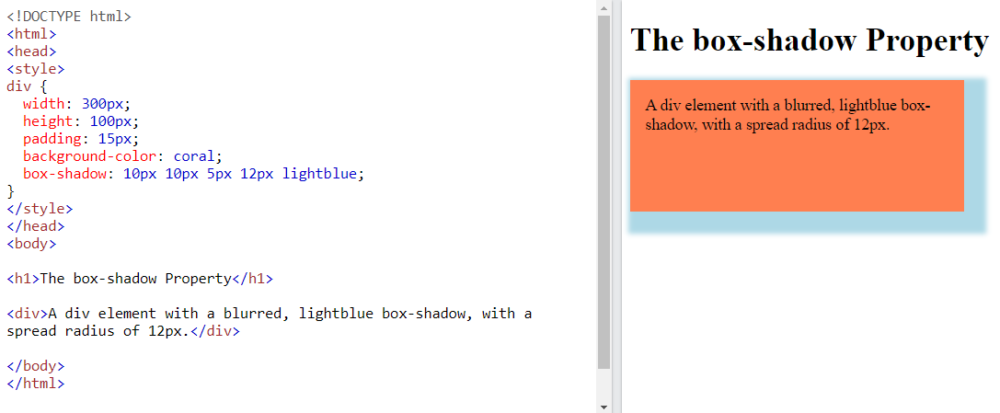 <!DOCTYPE html>
<html>
<head>
<style>
div {
  width: 300px;
  height: 100px;
  padding: 15px;
  background-color: coral;
  box-shadow: 10px 10px 5px 12px lightblue;
}
</style>
</head>
<body>
<h1>The box-shadow Property</h1>
<div>A div element with a blurred, lightblue box-shadow, with a
spread radius of 12px.</div>
</body>
</html>
The box-shadow Property
A div element with a blurred, lightblue box-
shadow, with a spread radius of 12px.